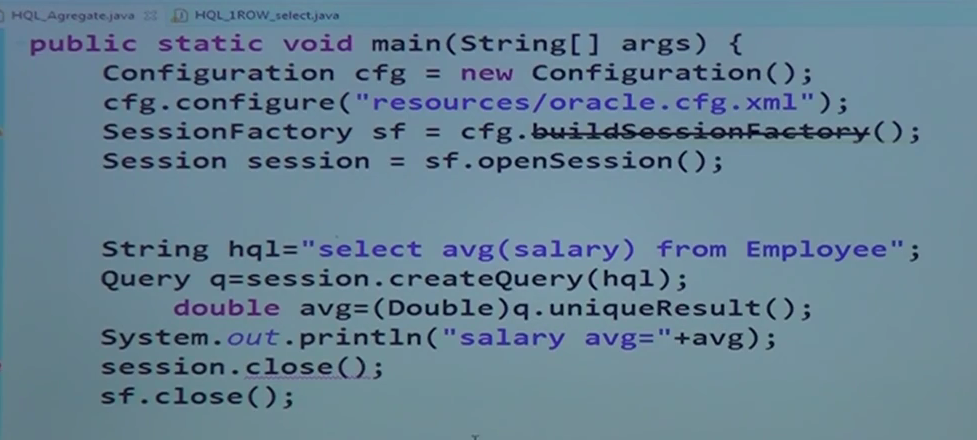 HQL_Agregate.java HQL_1ROW_select.java
public static void main(String[] args) {
Configuration cfg = new Configuration();
cfg.configure("resources/oracle.cfg.xml");
SessionFactory sf = cfg.buildSessionFactory();
Session session = sf.openSession();
String hql="select avg(salary) from Employee";
Query q=session.createQuery(hql);
double avg=(Double)q.uniqueResult();
System.out.println("salary avg="+avg);
session.close();
sf.close();